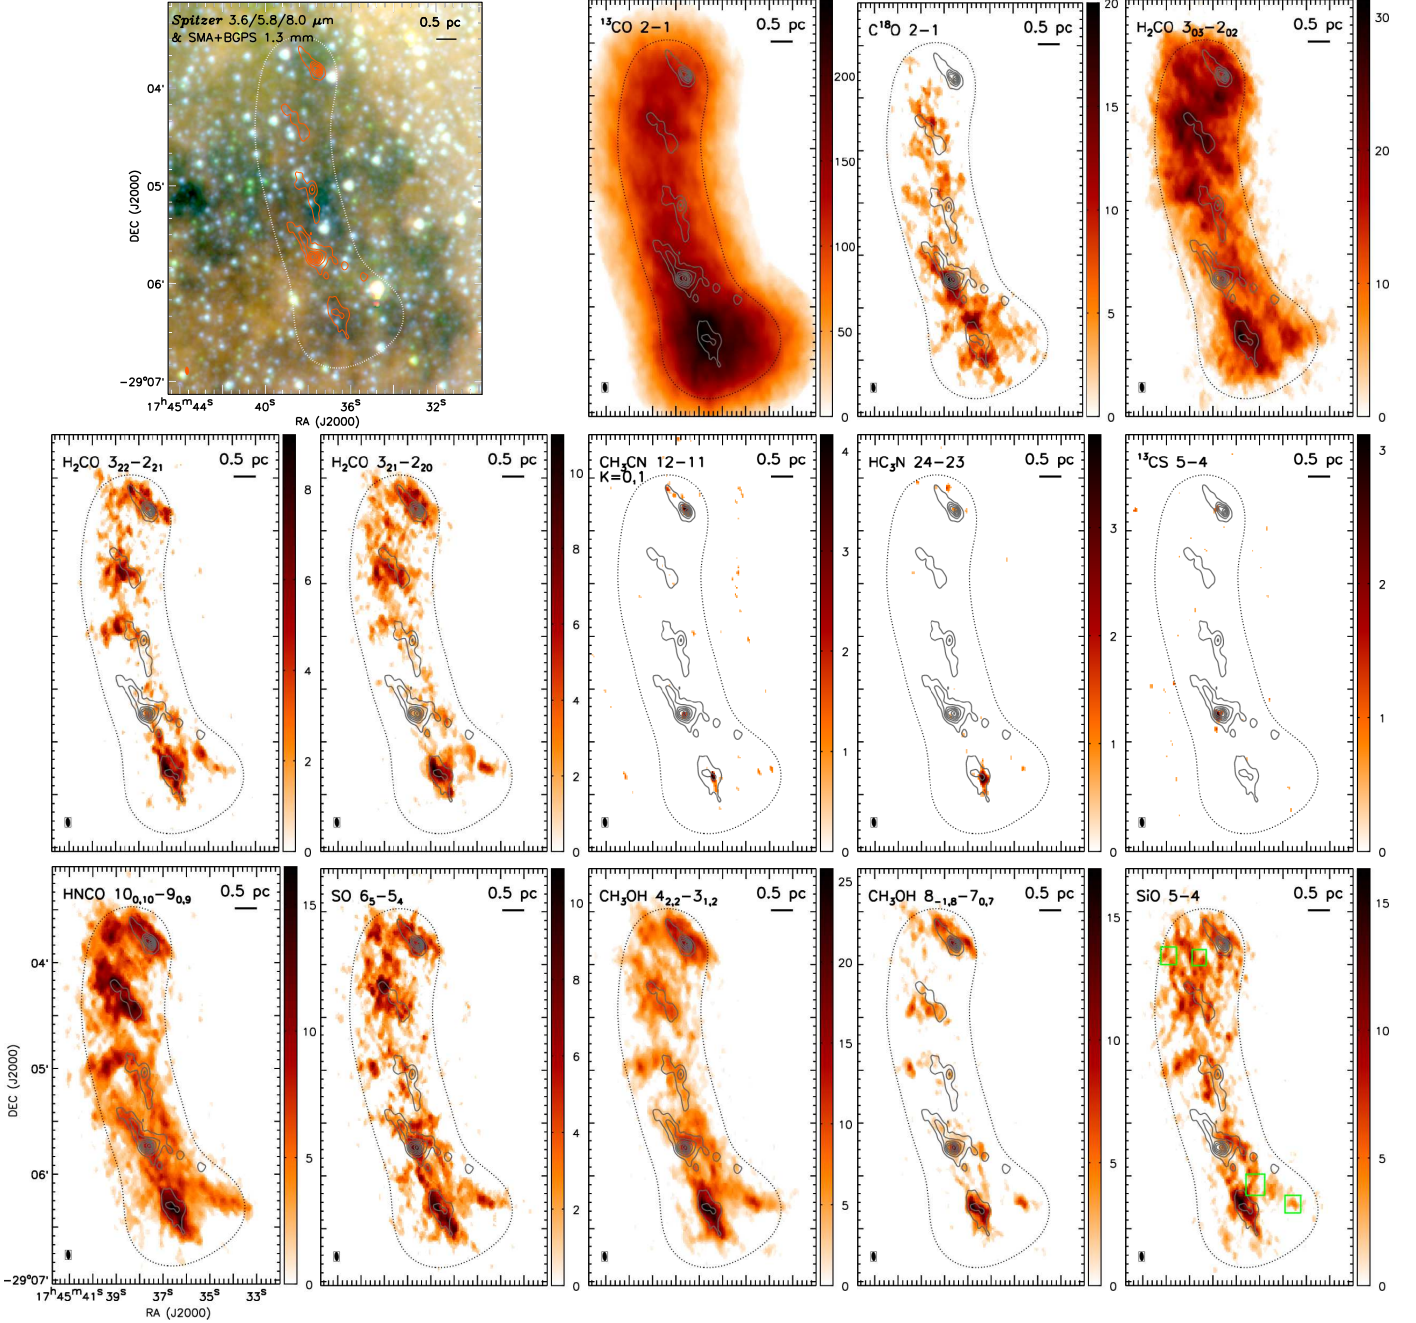 Spitzer 3.6/5.8/8.0 μm
& SMA+BGPS 1.3 mm
0.5 pc
04'
05'
06'
−29°07'
DEC (J2000)
17ʰ45ᵐ44ˢ 40ˢ 36ˢ 32ˢ
RA (J2000)
¹³CO 2−1
0.5 pc
200
150
100
50
0
C¹⁸O 2−1
0.5 pc
20
15
10
5
0
H₂CO 3₀₃−2₀₂
0.5 pc
30
20
10
0
H₂CO 3₂₂−2₂₁
0.5 pc
8
6
4
2
0
H₂CO 3₂₁−2₂₀
0.5 pc
10
8
6
4
2
0
CH₃CN 12−11
K=0,1
0.5 pc
4
3
2
1
0
HC₃N 24−23
0.5 pc
3
2
1
0
¹³CS 5−4
0.5 pc
3
2
1
0
HNCO 10₀,₁₀−9₀,₉
0.5 pc
15
10
5
0
04'
05'
06'
−29°07'
DEC (J2000)
17ʰ45ᵐ41ˢ 39ˢ 37ˢ 35ˢ 33ˢ
RA (J2000)
SO 6₅−5₄
0.5 pc
10
8
6
4
2
0
CH₃OH 4₂,₂−3₁,₂
0.5 pc
25
20
15
10
5
0
CH₃OH 8₋₁,₈−7₀,₇
0.5 pc
15
10
5
0
SiO 5−4
0.5 pc
15
10
5
0